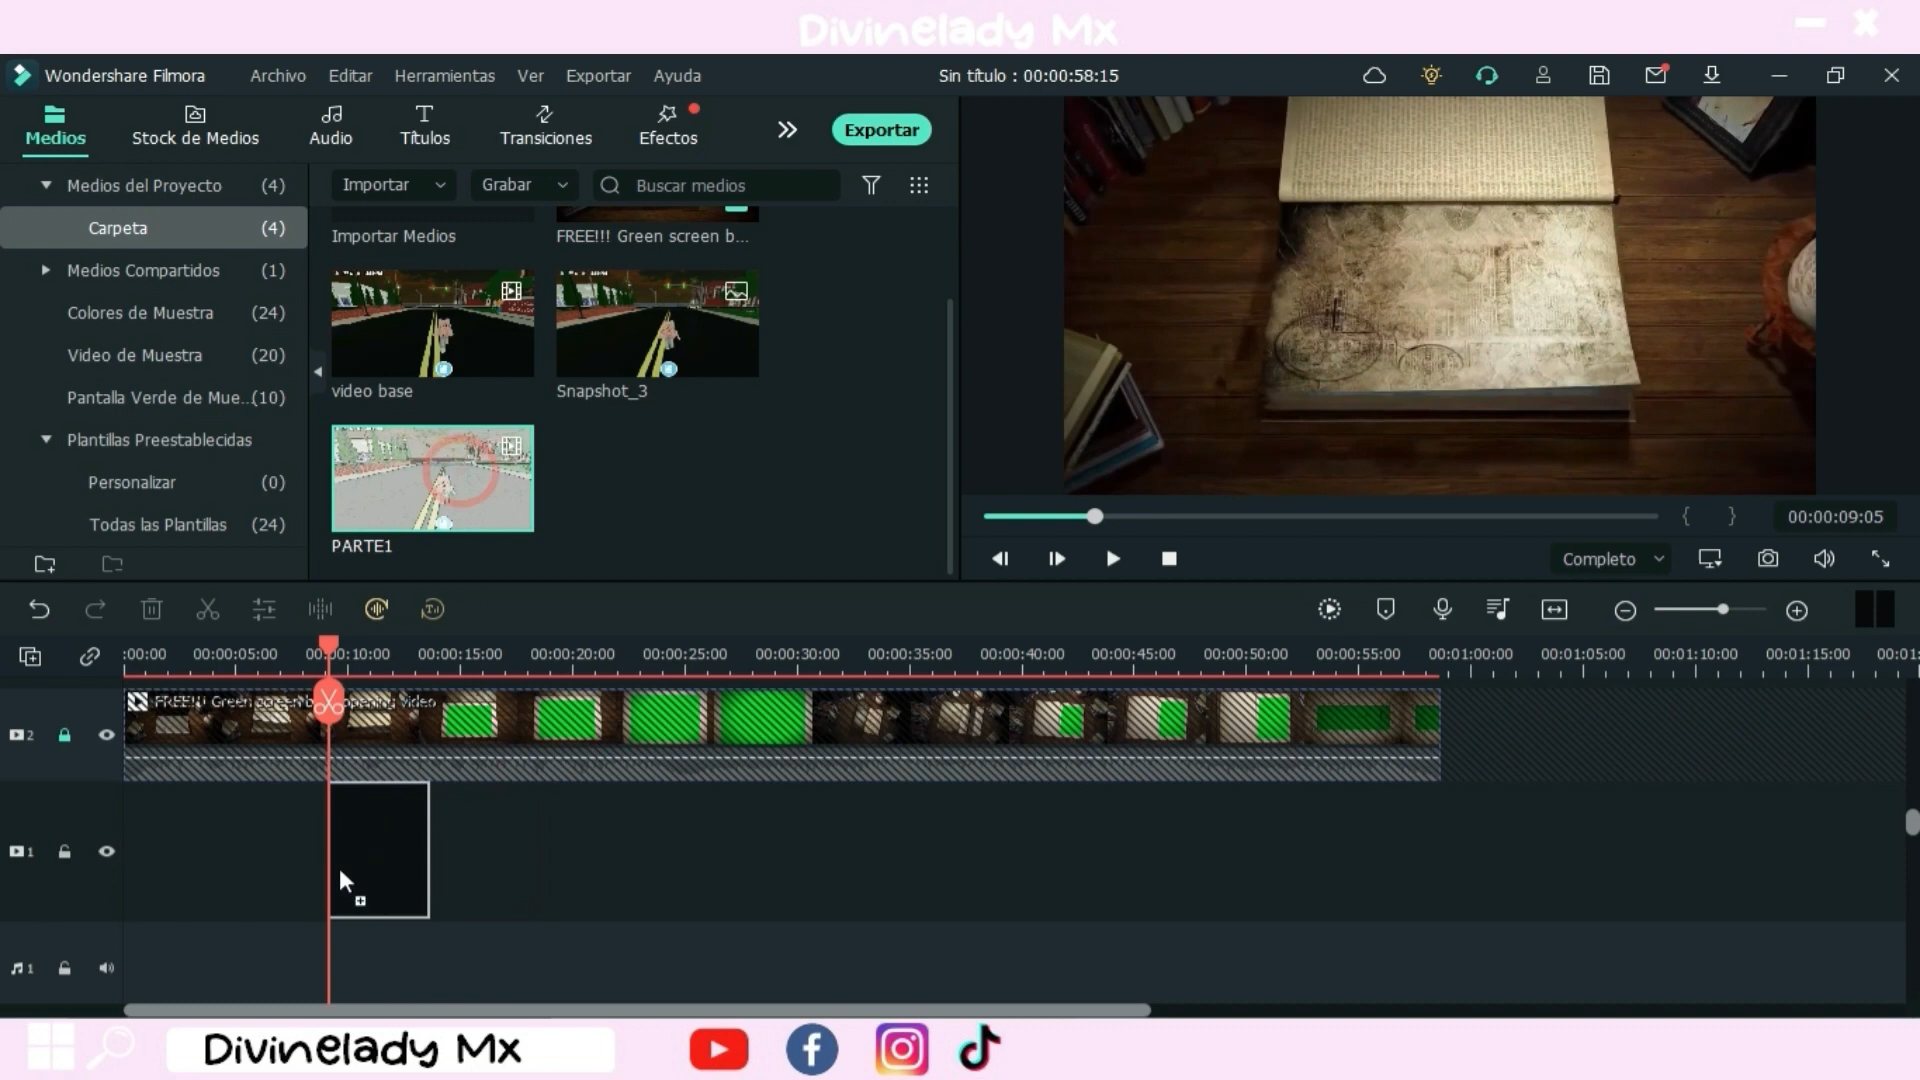 Divinelady Mx
Wondershare Filmora
Archivo Editar Herramientas Ver Exportar Ayuda
Sin título : 00:00:58:15
Medios
Stock de Medios
Audio
Títulos
Transiciones
Efectos
Exportar
Medios del Proyecto (4)
Carpeta (4)
Medios Compartidos (1)
Colores de Muestra (24)
Video de Muestra (20)
Pantalla Verde de Mue...(10)
Plantillas Preestablecidas
Personalizar (0)
Todas las Plantillas (24)
Importar
Grabar
Buscar medios
Importar Medios
FREE!!! Green screen b...
video base
Snapshot_3
PARTE1
00:00:09:05
Completo
:00:00 00:00:05:00 00:00:10:00 00:00:15:00 00:00:20:00 00:00:25:00 00:00:30:00 00:00:35:00 00:00:40:00 00:00:45:00 00:00:50:00 00:00:55:00 00:01:00:00 00:01:05:00 00:01:10:00 00:01:15:00 00:01:
FREE!!! Green screen b opening Video
2
1
1
Divinelady Mx